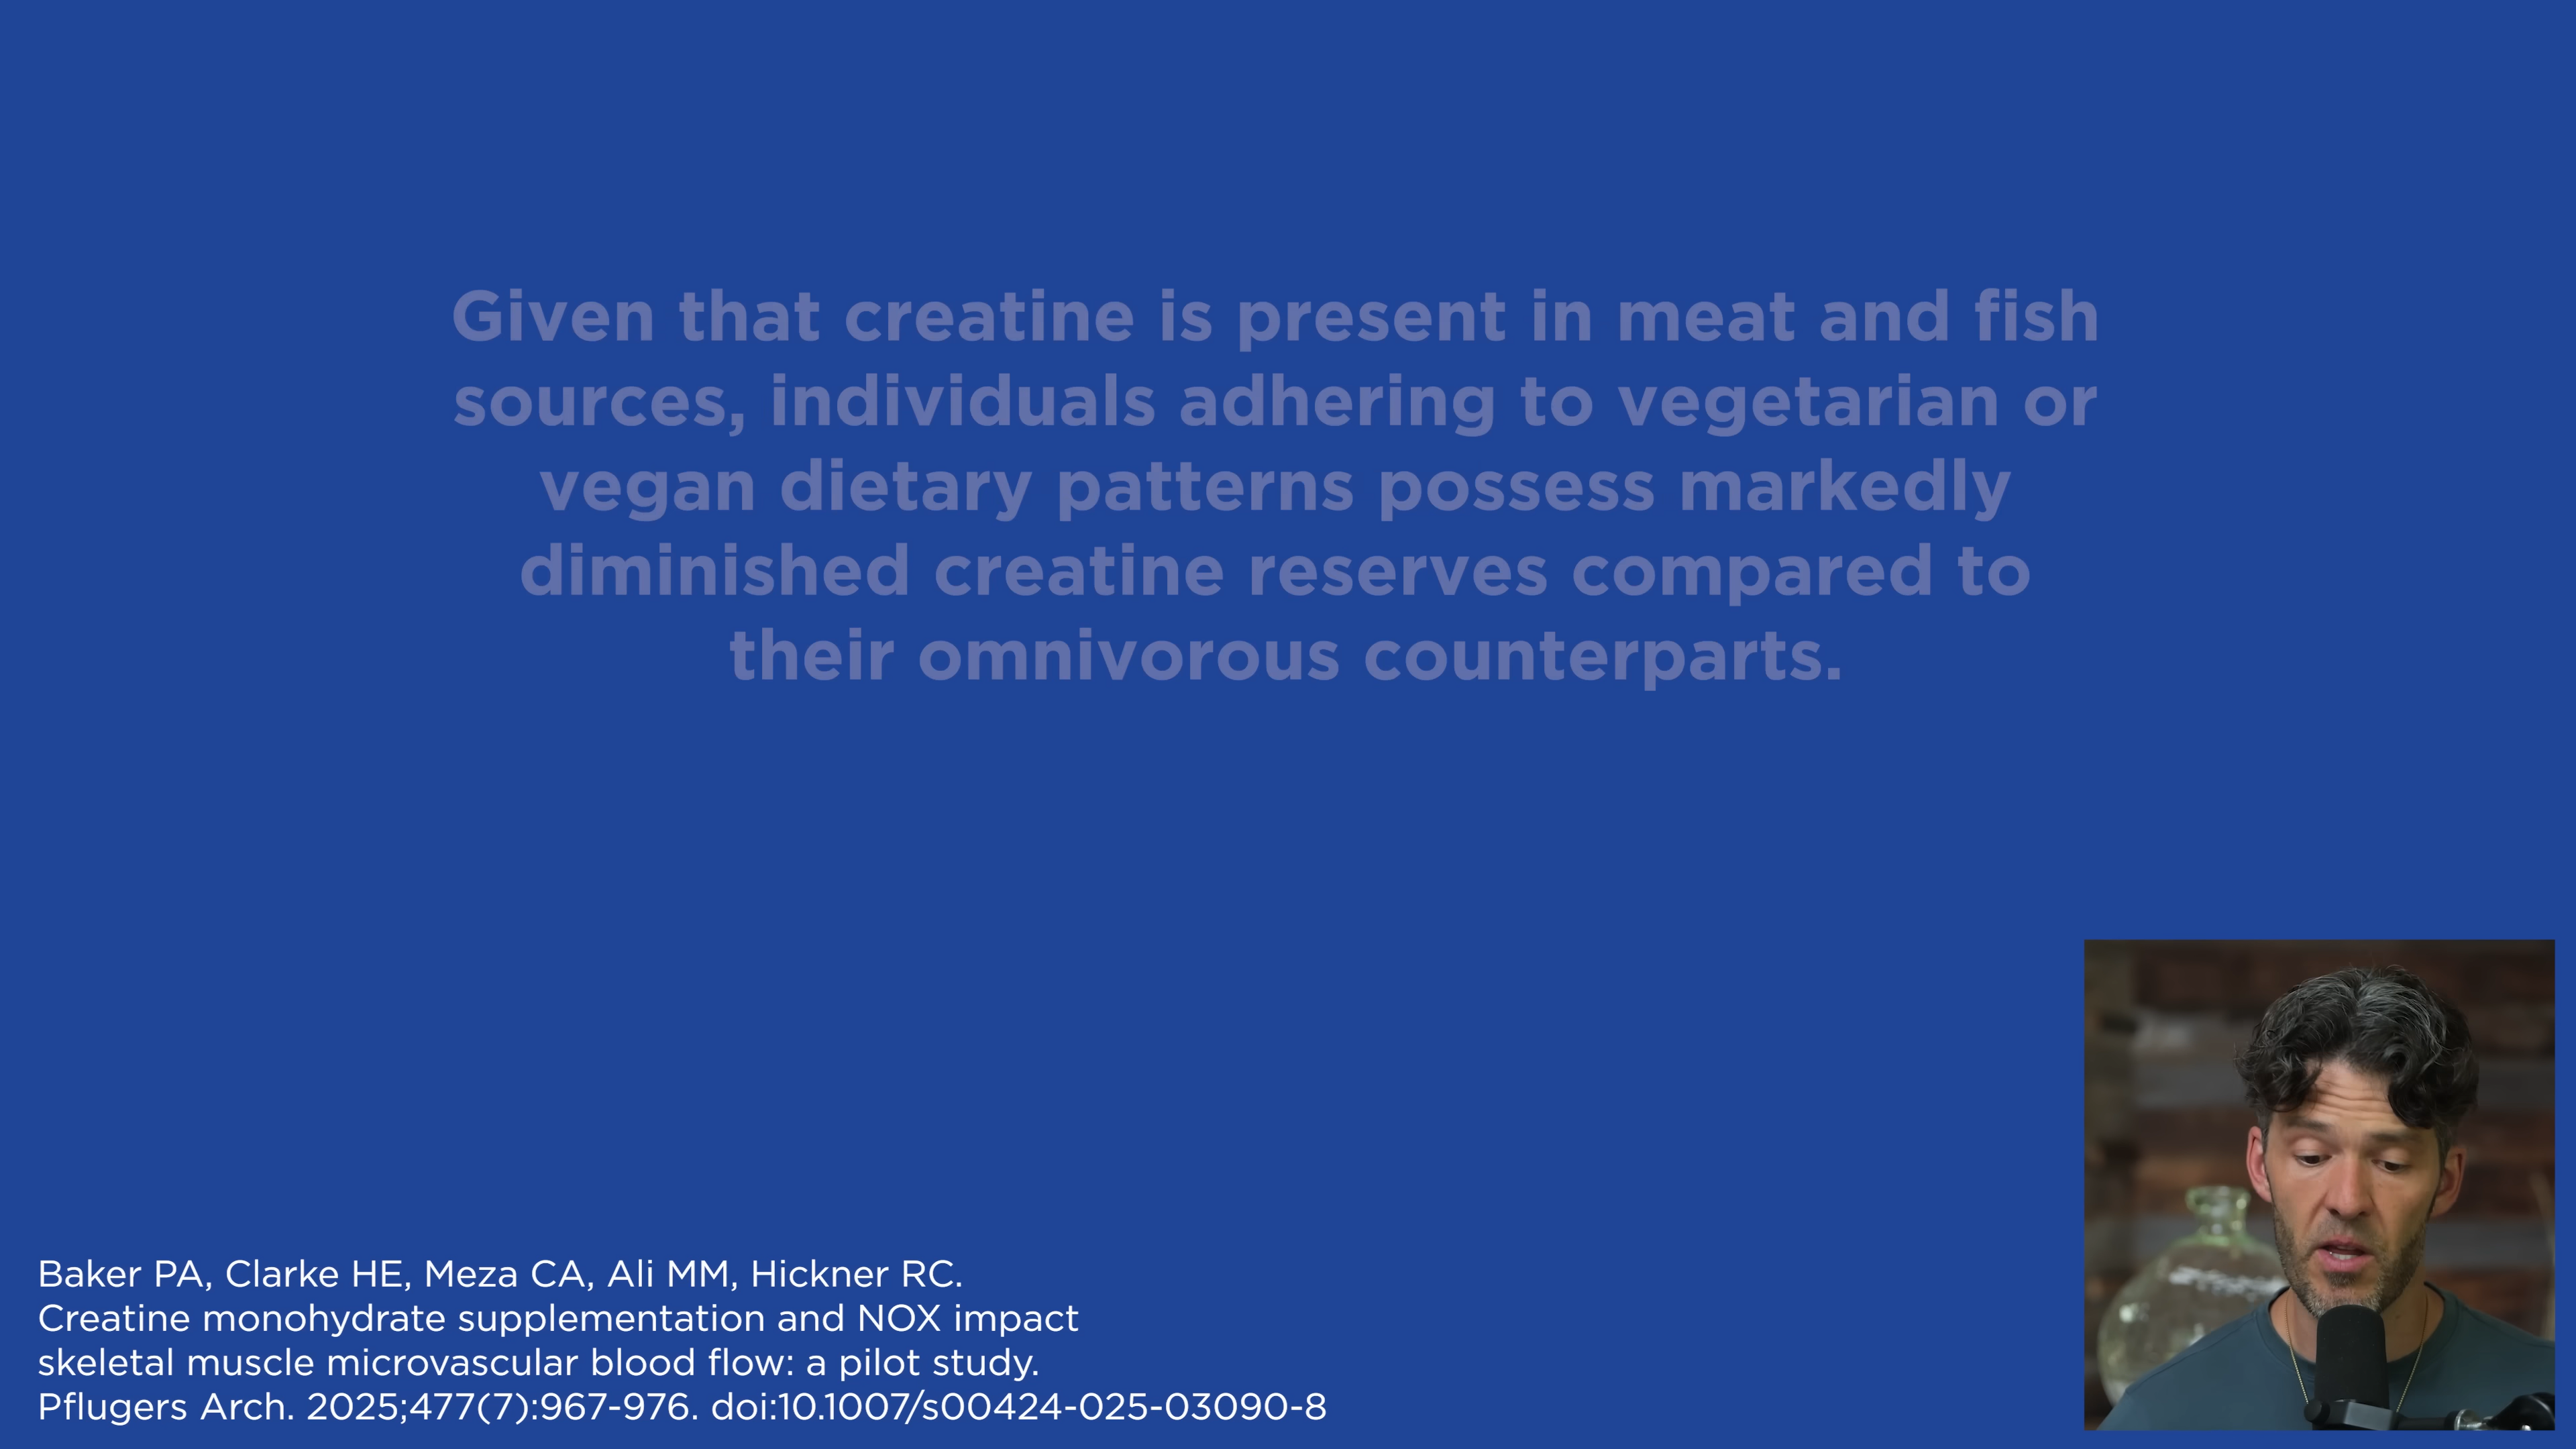 Given that creatine is present in meat and fish
sources, individuals adhering to vegetarian or
vegan dietary patterns possess markedly
diminished creatine reserves compared to
their omnivorous counterparts.
Baker PA, Clarke HE, Meza CA, Ali MM, Hickner RC.
Creatine monohydrate supplementation and NOX impact
skeletal muscle microvascular blood flow: a pilot study.
Pflugers Arch. 2025;477(7):967-976. doi:10.1007/s00424-025-03090-8